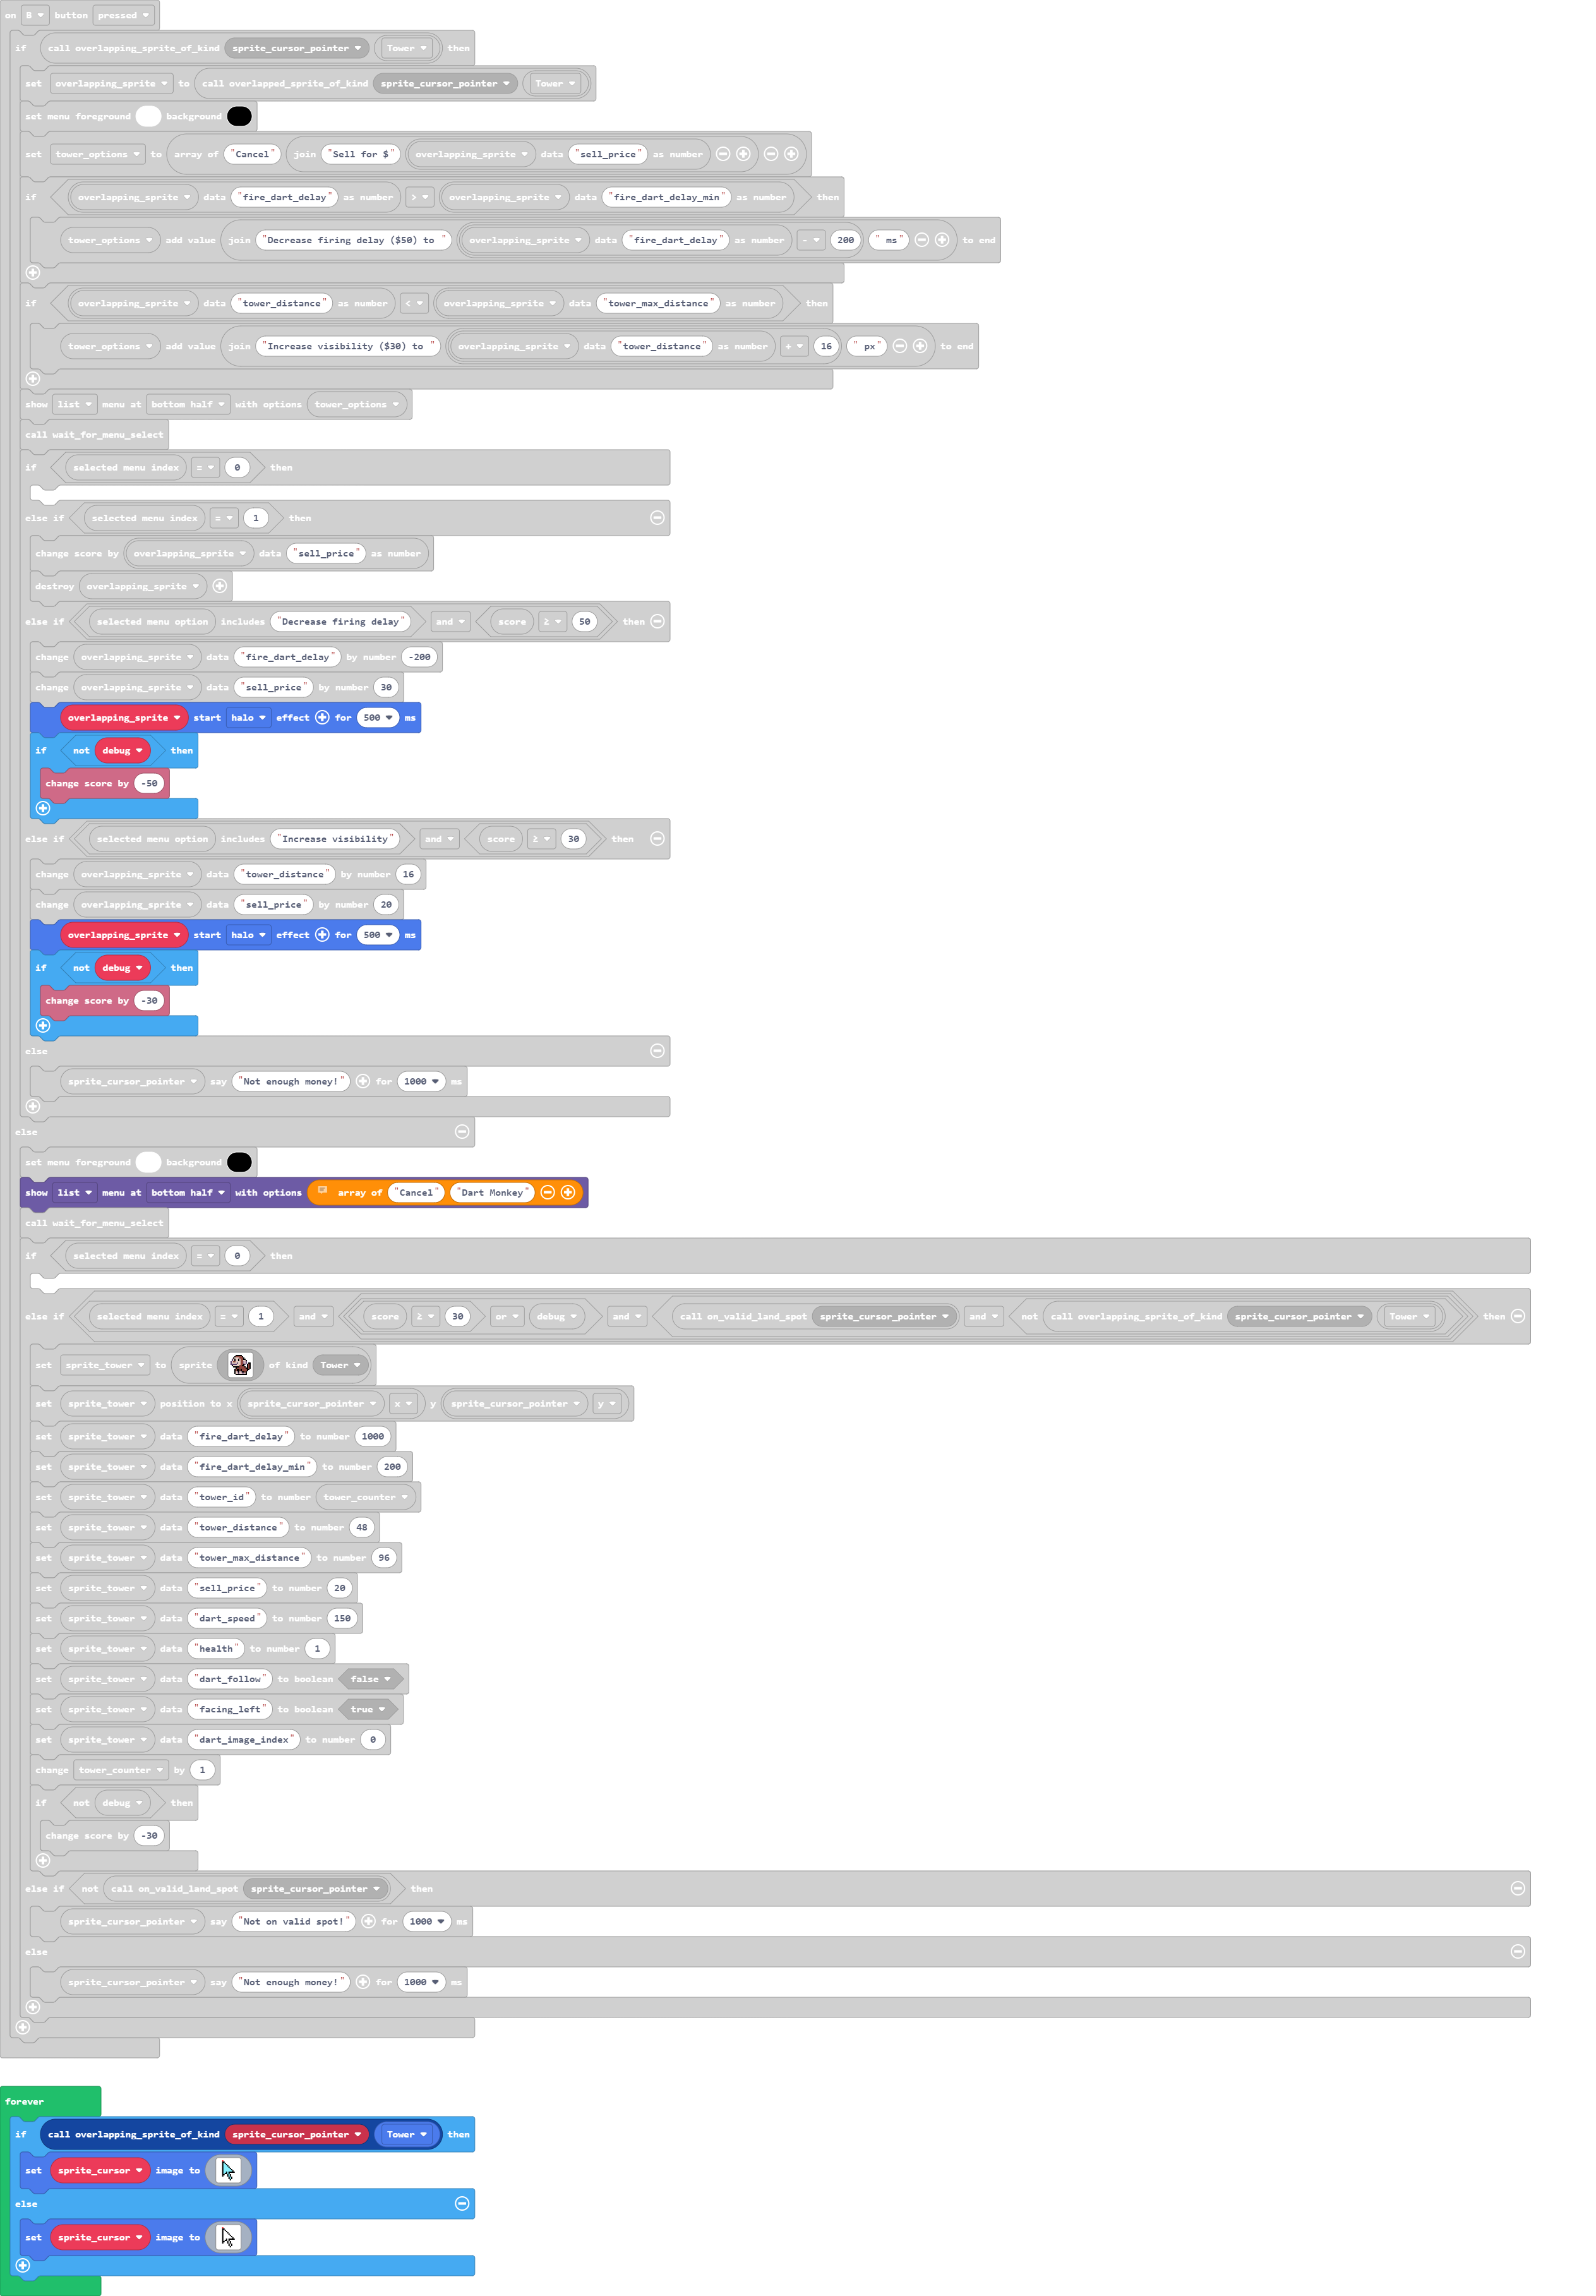 on B button pressed
if call overlapping_sprite_of_kind sprite_cursor_pointer Tower then
set overlapping_sprite to call overlapped_sprite_of_kind sprite_cursor_pointer Tower
set menu foreground background
set tower_options to array of "Cancel" join "Sell for $" overlapping_sprite data "sell_price" as number
if overlapping_sprite data "fire_dart_delay" as number > overlapping_sprite data "fire_dart_delay_min" as number then
tower_options add value join "Decrease firing delay ($50) to " overlapping_sprite data "fire_dart_delay" as number - 200 " ms" to end
if overlapping_sprite data "tower_distance" as number < overlapping_sprite data "tower_max_distance" as number then
tower_options add value join "Increase visibility ($30) to " overlapping_sprite data "tower_distance" as number + 16 " px" to end
show list menu at bottom half with options tower_options
call wait_for_menu_select
if selected menu index = 0 then
else if selected menu index = 1 then
change score by overlapping_sprite data "sell_price" as number
destroy overlapping_sprite
else if selected menu option includes "Decrease firing delay" and score ≥ 50 then
change overlapping_sprite data "fire_dart_delay" by number -200
change overlapping_sprite data "sell_price" by number 30
overlapping_sprite start halo effect for 500 ms
if not debug then
change score by -50
else if selected menu option includes "Increase visibility" and score ≥ 30 then
change overlapping_sprite data "tower_distance" by number 16
change overlapping_sprite data "sell_price" by number 20
overlapping_sprite start halo effect for 500 ms
if not debug then
change score by -30
else
sprite_cursor_pointer say "Not enough money!" for 1000 ms
else
set menu foreground background
show list menu at bottom half with options array of "Cancel" "Dart Monkey"
call wait_for_menu_select
if selected menu index = 0 then
else if selected menu index = 1 and score ≥ 30 or debug and call on_valid_land_spot sprite_cursor_pointer and not call overlapping_sprite_of_kind sprite_cursor_pointer Tower then
set sprite_tower to sprite of kind Tower
set sprite_tower position to x sprite_cursor_pointer x y sprite_cursor_pointer y
set sprite_tower data "fire_dart_delay" to number 1000
set sprite_tower data "fire_dart_delay_min" to number 200
set sprite_tower data "tower_id" to number tower_counter
set sprite_tower data "tower_distance" to number 48
set sprite_tower data "tower_max_distance" to number 96
set sprite_tower data "sell_price" to number 20
set sprite_tower data "dart_speed" to number 150
set sprite_tower data "health" to number 1
set sprite_tower data "dart_follow" to boolean false
set sprite_tower data "facing_left" to boolean true
set sprite_tower data "dart_image_index" to number 0
change tower_counter by 1
if not debug then
change score by -30
else if not call on_valid_land_spot sprite_cursor_pointer then
sprite_cursor_pointer say "Not on valid spot!" for 1000 ms
else
sprite_cursor_pointer say "Not enough money!" for 1000 ms
forever
if call overlapping_sprite_of_kind sprite_cursor_pointer Tower then
set sprite_cursor image to
else
set sprite_cursor image to